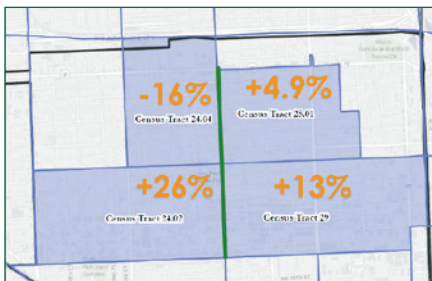 -16%
Census Tract 24.04
+4.9%
Census Tract 25.01
+26%
Census Tract 24.02
+13%
Census Tract 29